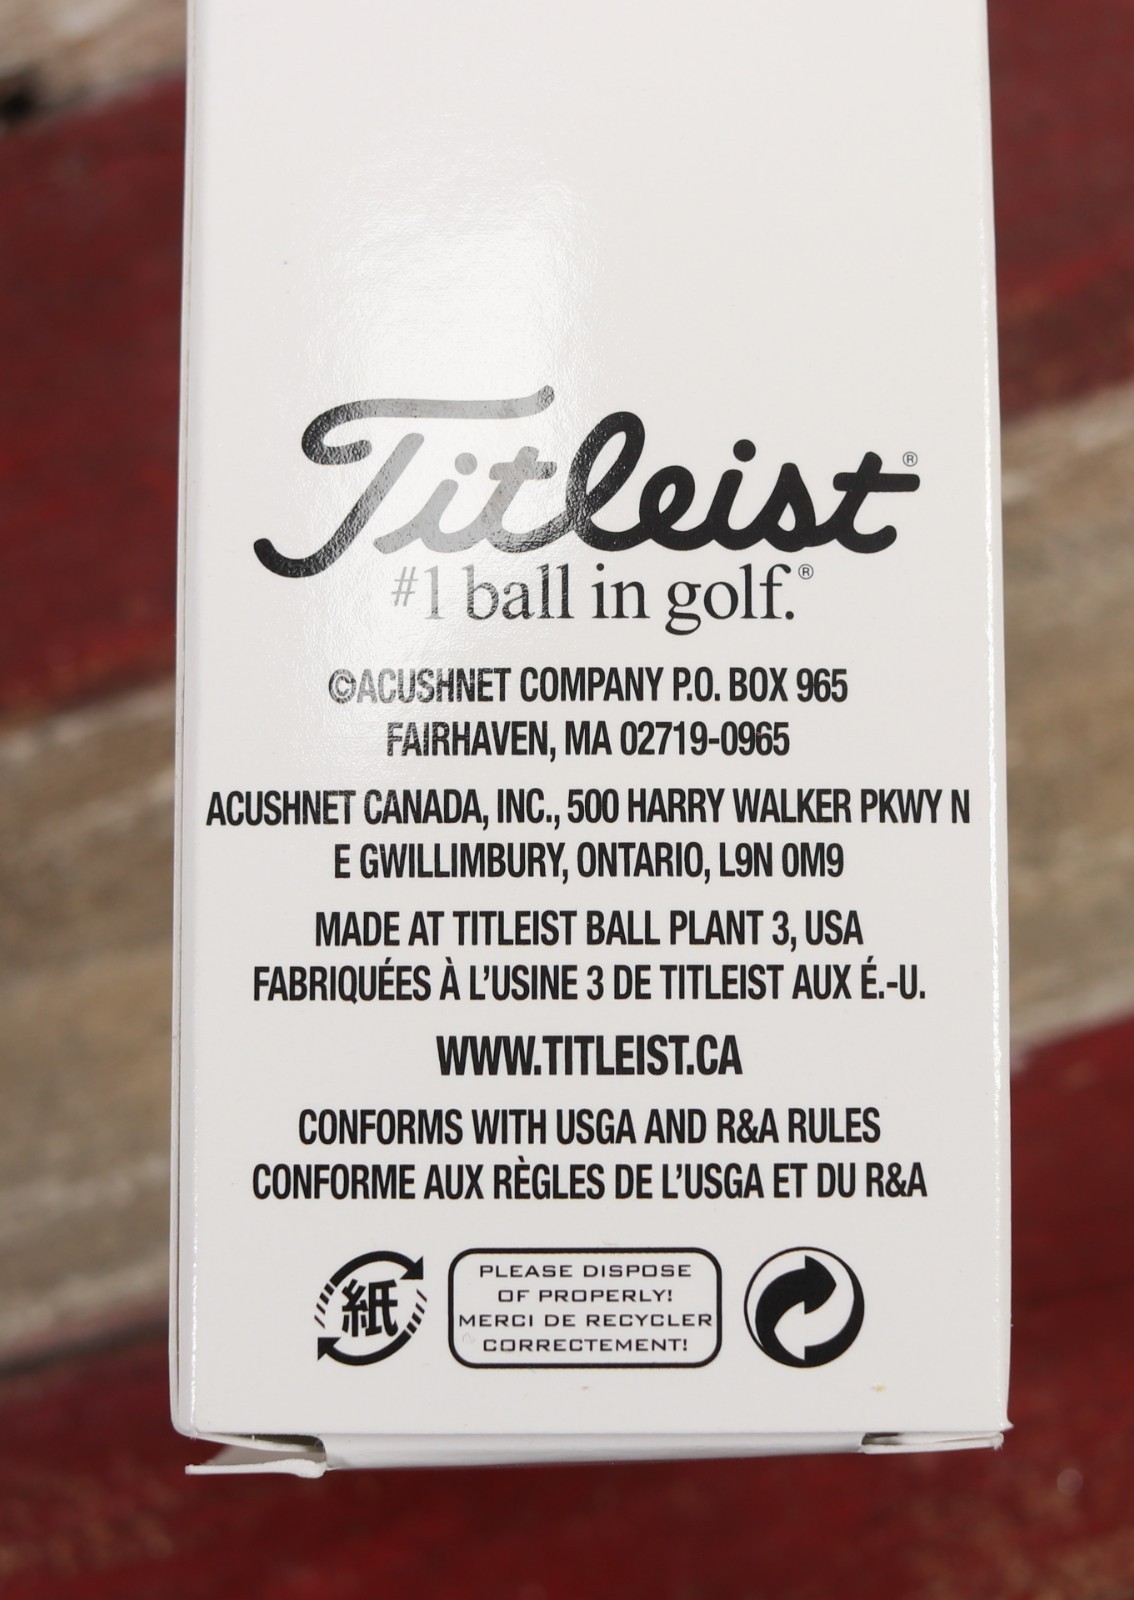 Titleist®
#1 ball in golf.®
©ACUSHNET COMPANY P.O. BOX 965
FAIRHAVEN, MA 02719-0965
ACUSHNET CANADA, INC., 500 HARRY WALKER PKWY N
E GWILLIMBURY, ONTARIO, L9N 0M9
MADE AT TITLEIST BALL PLANT 3, USA
FABRIQUÉES À L'USINE 3 DE TITLEIST AUX É.-U.
WWW.TITLEIST.CA
CONFORMS WITH USGA AND R&A RULES
CONFORME AUX RÈGLES DE L'USGA ET DU R&A
紙
PLEASE DISPOSE
OF PROPERLY!
MERCI DE RECYCLER
CORRECTEMENT!